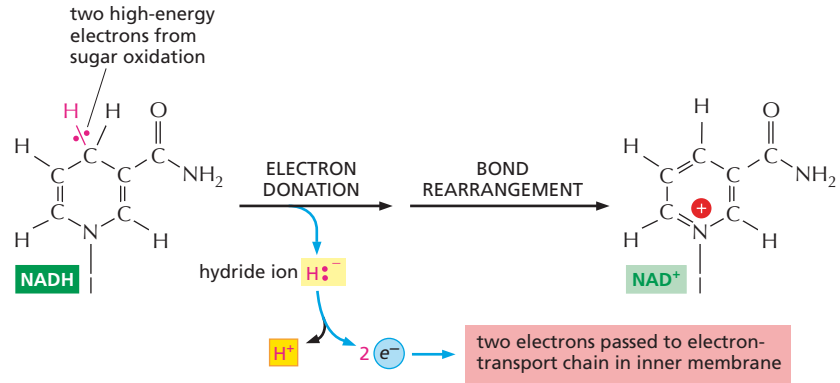 two high-energy
electrons from
sugar oxidation
H H O
H C C NH2
C C
C C
H N H
NADH
ELECTRON
DONATION
BOND
REARRANGEMENT
hydride ion H:−
H+ 2 e−
two electrons passed to electron-
transport chain in inner membrane
H O
H C C NH2
C C
C + C
H N H
NAD+